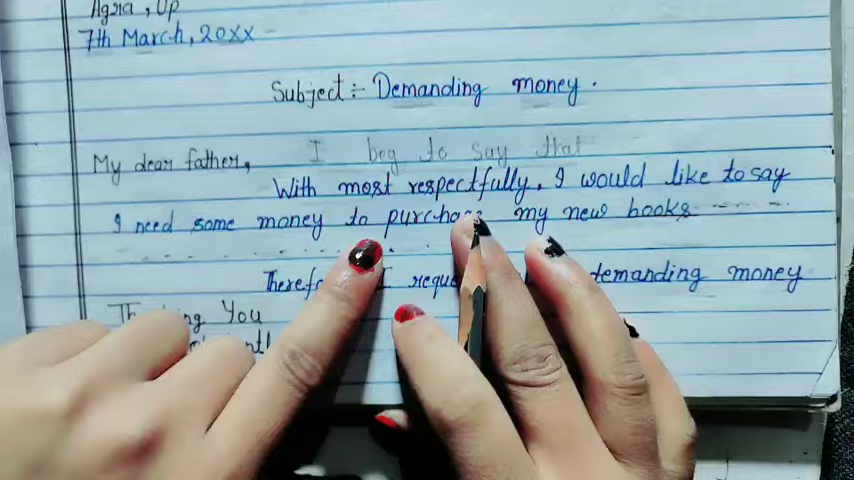 Agra, Up
7th March, 20xx
Subject :- Demanding money.
My dear father, I beg to say that
With most respectfully, I would like to say
I need some money to purchase my new books
I demanding money
You